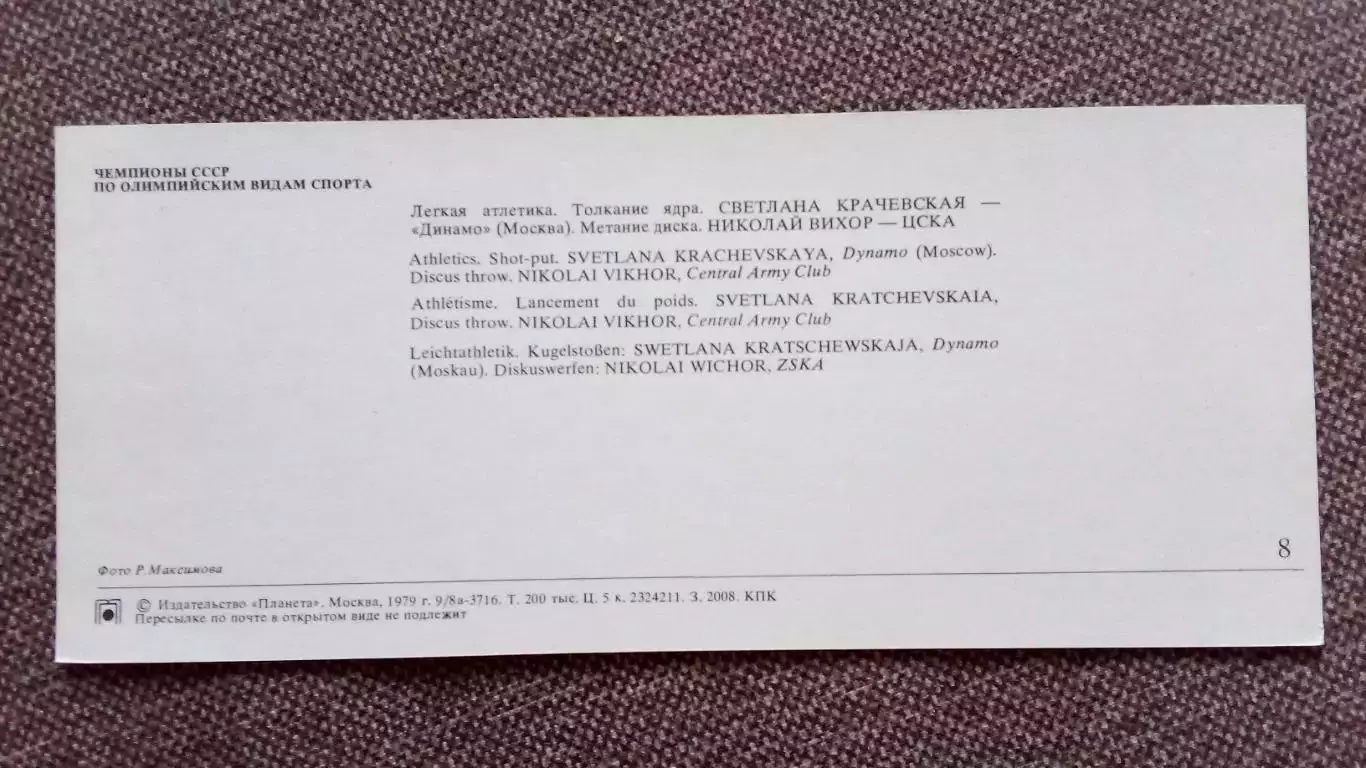 ЧЕМПИОНЫ СССР
ПО ОЛИМПИЙСКИМ ВИДАМ СПОРТА
Легкая атлетика. Толкание ядра. СВЕТЛАНА КРАЧЕВСКАЯ —
«Динамо» (Москва). Метание диска. НИКОЛАЙ ВИХОР — ЦСКА
Athletics. Shot-put. SVETLANA KRACHEVSKAYA, Dynamo (Moscow).
Discus throw. NIKOLAI VIKHOR, Central Army Club
Athlétisme. Lancement du poids. SVETLANA KRATCHEVSKAIA,
Discus throw. NIKOLAI VIKHOR, Central Army Club
Leichtathletik. Kugelstoßen: SWETLANA KRATSCHEWSKAJA, Dynamo
(Moskau). Diskuswerfen: NIKOLAI WICHOR, ZSKA
Фото Р. Максимова
8
© Издательство «Планета», Москва, 1979 г. 9/8а-3716. Т. 200 тыс. Ц. 5 к. 2324211. З. 2008. КПК
Пересылке по почте в открытом виде не подлежит